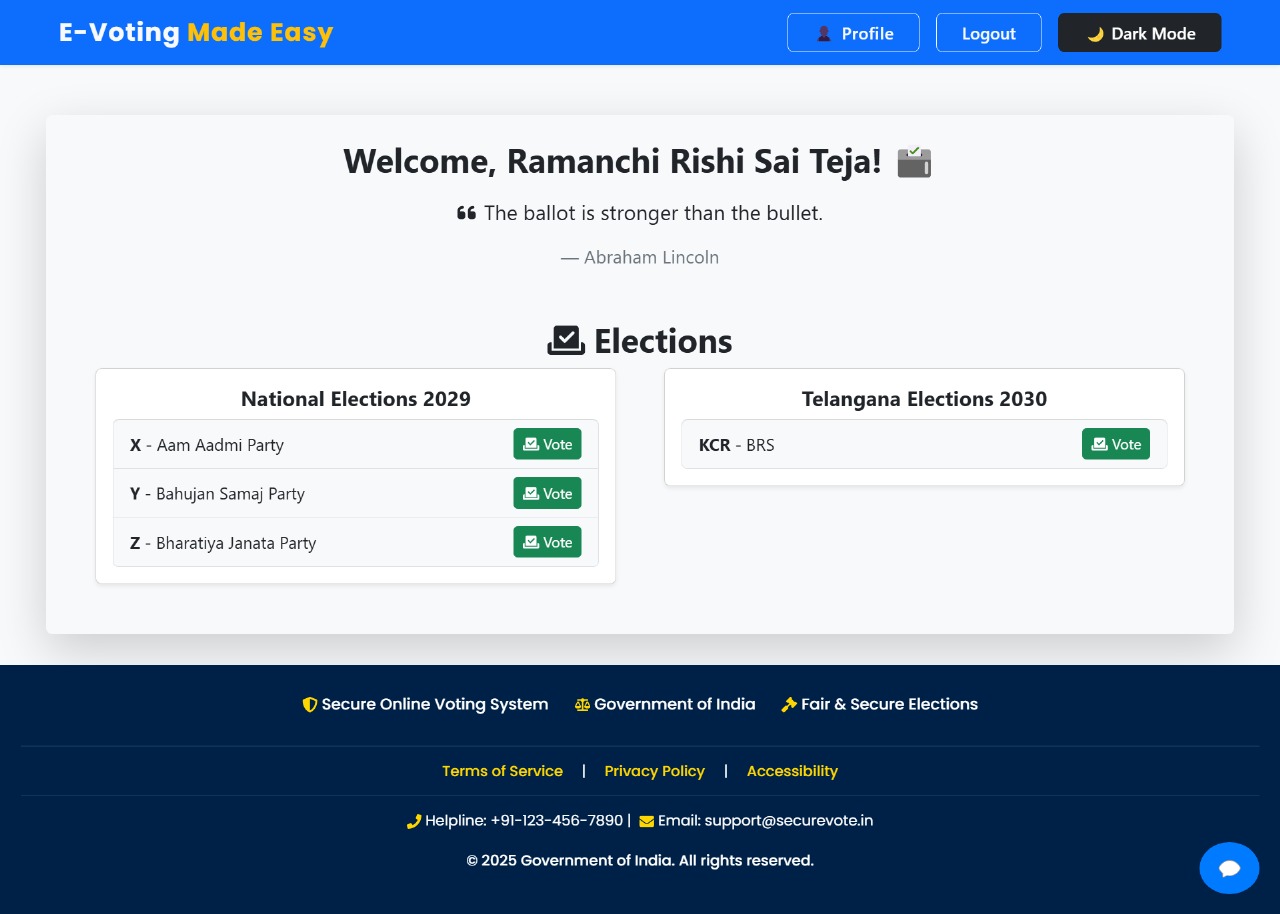 E-Voting Made Easy
Profile
Logout
Dark Mode
Welcome, Ramanchi Rishi Sai Teja!
❝ The ballot is stronger than the bullet.
— Abraham Lincoln
Elections
National Elections 2029
X - Aam Aadmi Party
Vote
Y - Bahujan Samaj Party
Vote
Z - Bharatiya Janata Party
Vote
Telangana Elections 2030
KCR - BRS
Vote
Secure Online Voting System
Government of India
Fair & Secure Elections
Terms of Service | Privacy Policy | Accessibility
Helpline: +91-123-456-7890 | Email: support@securevote.in
© 2025 Government of India. All rights reserved.